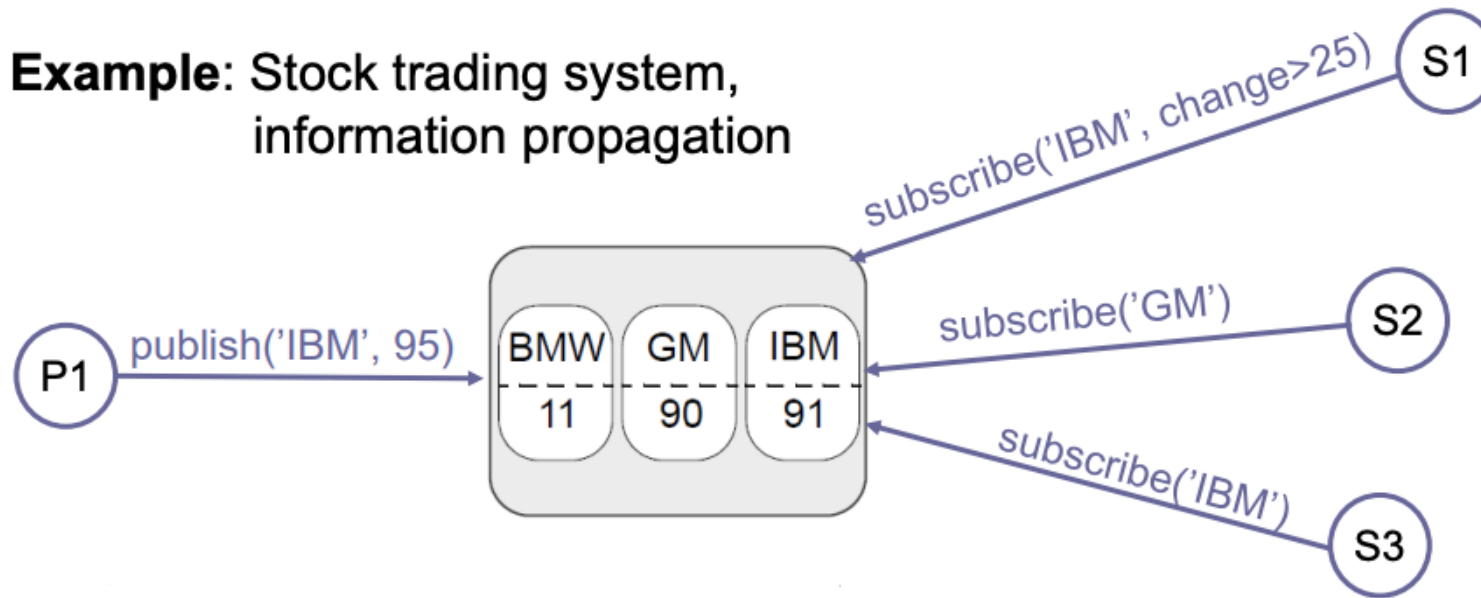 Example: Stock trading system,
information propagation
S1
subscribe('IBM', change>25)
P1
publish('IBM', 95)
BMW
11
GM
90
IBM
91
subscribe('GM')
S2
subscribe('IBM')
S3